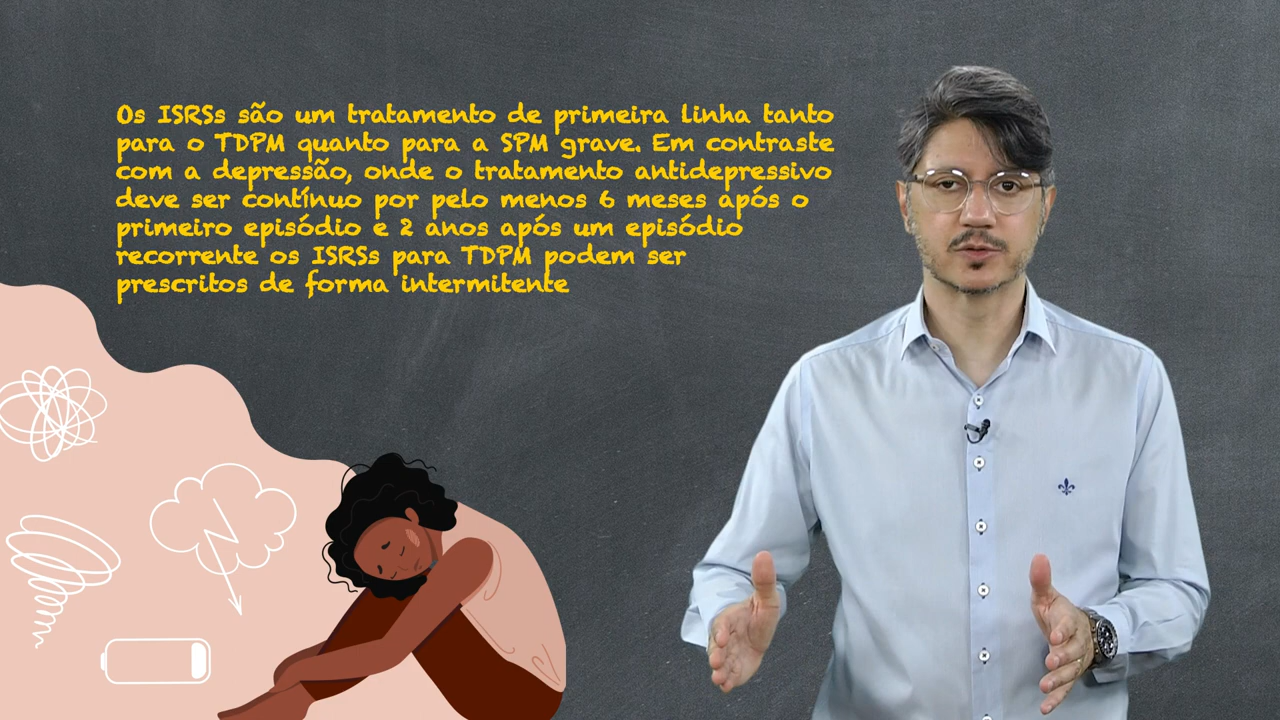 Os ISRSs são um tratamento de primeira linha tanto
para o TDPM quanto para a SPM grave. Em contraste
com a depressão, onde o tratamento antidepressivo
deve ser contínuo por pelo menos 6 meses após o
primeiro episódio e 2 anos após um episódio
recorrente os ISRSs para TDPM podem ser
prescritos de forma intermitente